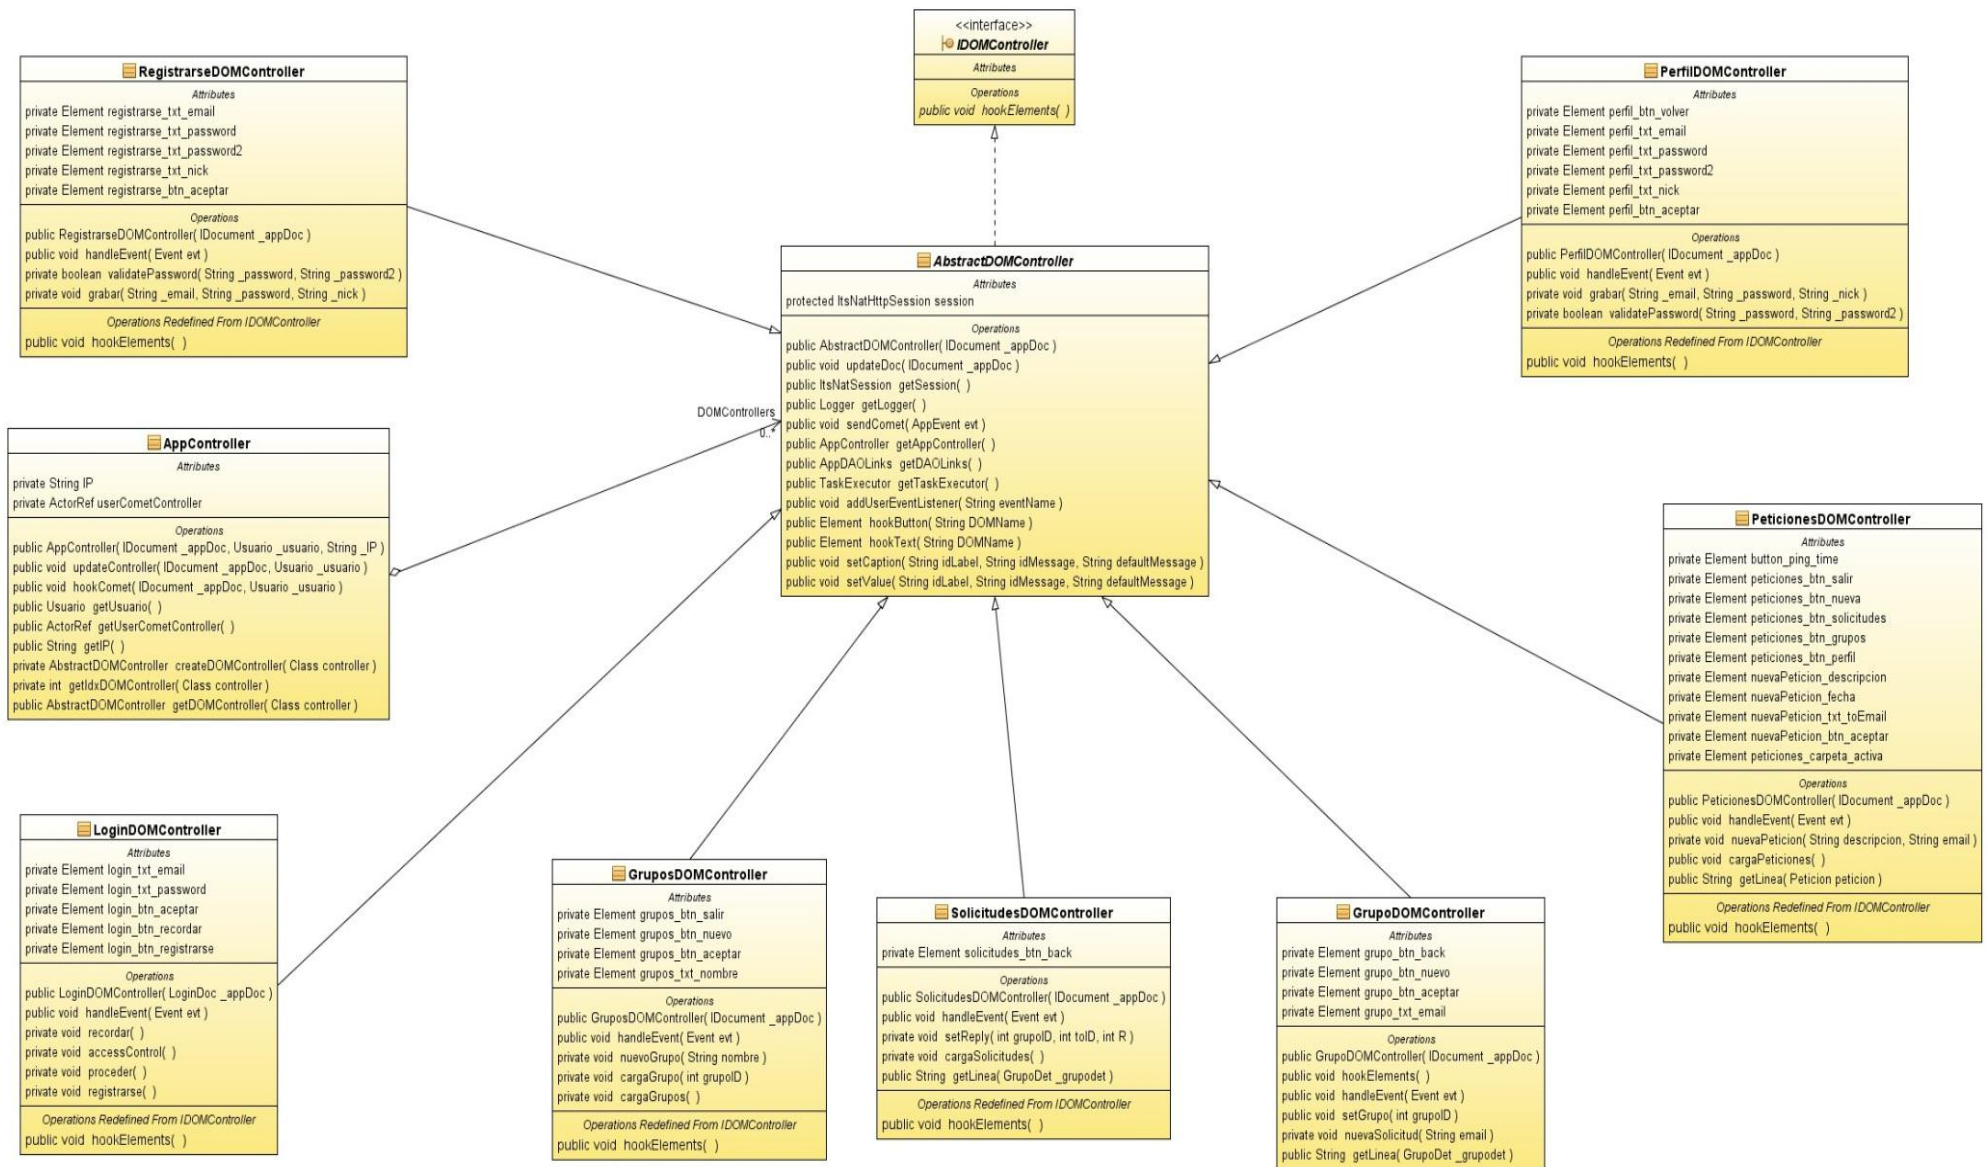 <<interface>>
IDOMController
Attributes
Operations
public void hookElements( )
RegistrarseDOMController
Attributes
private Element registrarse_txt_email
private Element registrarse_txt_password
private Element registrarse_txt_password2
private Element registrarse_txt_nick
private Element registrarse_btn_aceptar
Operations
public RegistrarseDOMController( IDocument _appDoc )
public void handleEvent( Event evt )
private boolean validatePassword( String _password, String _password2 )
private void grabar( String _email, String _password, String _nick )
Operations Redefined From IDOMController
public void hookElements( )
PerfilDOMController
Attributes
private Element perfil_btn_volver
private Element perfil_txt_email
private Element perfil_txt_password
private Element perfil_txt_password2
private Element perfil_txt_nick
private Element perfil_btn_aceptar
Operations
public PerfilDOMController( IDocument _appDoc )
public void handleEvent( Event evt )
private void grabar( String _email, String _password, String _nick )
private boolean validatePassword( String _password, String _password2 )
Operations Redefined From IDOMController
public void hookElements( )
AbstractDOMController
Attributes
protected ItsNatHttpSession session
Operations
public AbstractDOMController( IDocument _appDoc )
public void updateDoc( IDocument _appDoc )
public ItsNatSession getSession( )
public Logger getLogger( )
public void sendComet( AppEvent evt )
public AppController getAppController( )
public AppDAOLinks getDAOLinks( )
public TaskExecutor getTaskExecutor( )
public void addUserEventListener( String eventName )
public Element hookButton( String DOMName )
public Element hookText( String DOMName )
public void setCaption( String idLabel, String idMessage, String defaultMessage )
public void setValue( String idLabel, String idMessage, String defaultMessage )
DOMControllers
0..*
AppController
Attributes
private String IP
private ActorRef userCometController
Operations
public AppController( IDocument _appDoc, Usuario _usuario, String _IP )
public void updateController( IDocument _appDoc, Usuario _usuario )
public void hookComet( IDocument _appDoc, Usuario _usuario )
public Usuario getUsuario( )
public ActorRef getUserCometController( )
public String getIP( )
private AbstractDOMController createDOMController( Class controller )
private int getIdxDOMController( Class controller )
public AbstractDOMController getDOMController( Class controller )
PeticionesDOMController
Attributes
private Element button_ping_time
private Element peticiones_btn_salir
private Element peticiones_btn_nueva
private Element peticiones_btn_solicitudes
private Element peticiones_btn_grupos
private Element peticiones_btn_perfil
private Element nuevaPeticion_descripcion
private Element nuevaPeticion_fecha
private Element nuevaPeticion_txt_toEmail
private Element nuevaPeticion_btn_aceptar
private Element peticiones_carpeta_activa
Operations
public PeticionesDOMController( IDocument _appDoc )
public void handleEvent( Event evt )
private void nuevaPeticion( String descripcion, String email )
public void cargaPeticiones( )
public String getLinea( Peticion peticion )
Operations Redefined From IDOMController
public void hookElements( )
LoginDOMController
Attributes
private Element login_txt_email
private Element login_txt_password
private Element login_btn_aceptar
private Element login_btn_recordar
private Element login_btn_registrarse
Operations
public LoginDOMController( LoginDoc _appDoc )
public void handleEvent( Event evt )
private void recordar( )
private void accessControl( )
private void proceder( )
private void registrarse( )
Operations Redefined From IDOMController
public void hookElements( )
GruposDOMController
Attributes
private Element grupos_btn_salir
private Element grupos_btn_nuevo
private Element grupos_btn_aceptar
private Element grupos_txt_nombre
Operations
public GruposDOMController( IDocument _appDoc )
public void handleEvent( Event evt )
private void nuevoGrupo( String nombre )
private void cargaGrupo( int grupoID )
private void cargaGrupos( )
Operations Redefined From IDOMController
public void hookElements( )
SolicitudesDOMController
Attributes
private Element solicitudes_btn_back
Operations
public SolicitudesDOMController( IDocument _appDoc )
public void handleEvent( Event evt )
private void setReply( int grupoID, int toID, int R )
private void cargaSolicitudes( )
public String getLinea( GrupoDet _grupodet )
Operations Redefined From IDOMController
public void hookElements( )
GrupoDOMController
Attributes
private Element grupo_btn_back
private Element grupo_btn_nuevo
private Element grupo_btn_aceptar
private Element grupo_txt_email
Operations
public GrupoDOMController( IDocument _appDoc )
public void hookElements( )
public void handleEvent( Event evt )
public void setGrupo( int grupoID )
private void nuevaSolicitud( String email )
public String getLinea( GrupoDet _grupodet )